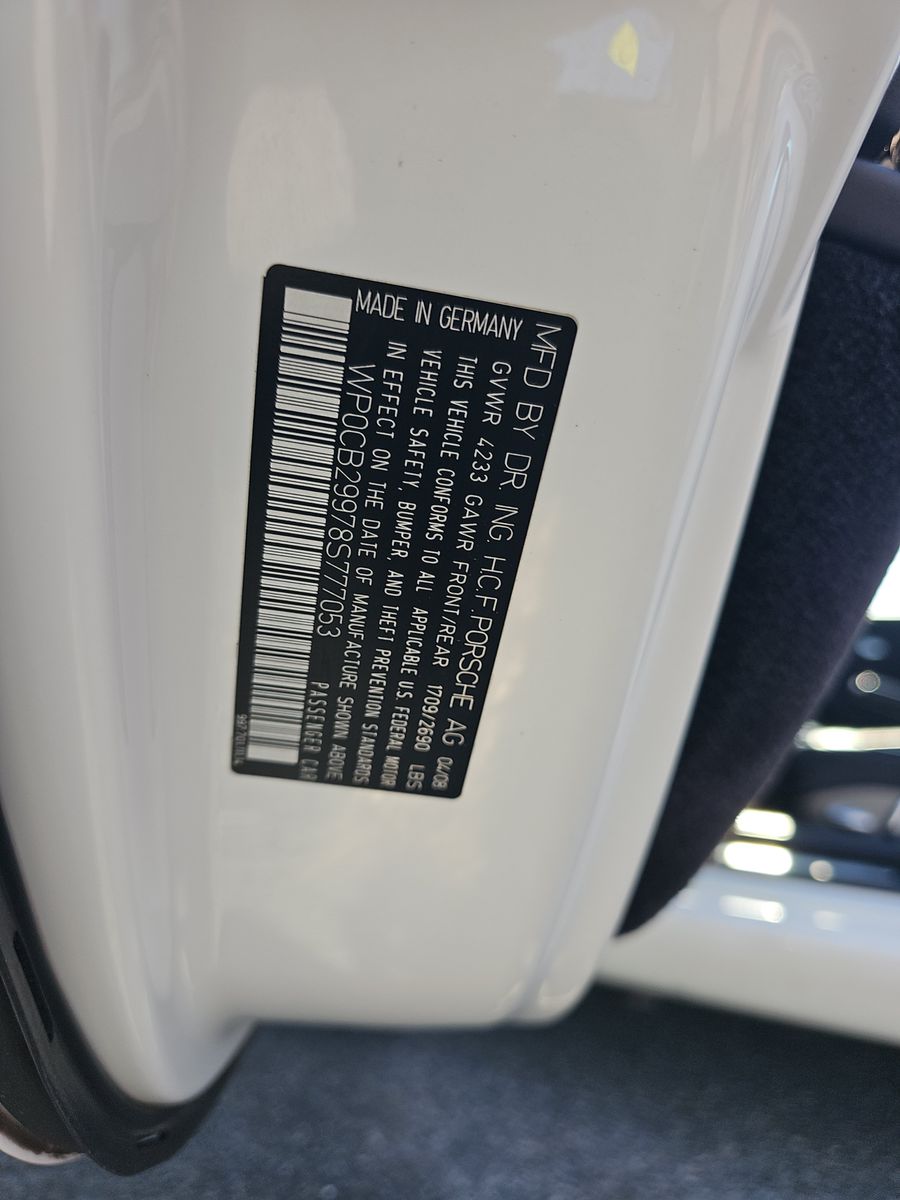 MFD BY DR. ING. H.C.F. PORSCHE AG 04/08
GVWR 4233 GAWR FRONT/REAR 1709/2690 LBS
THIS VEHICLE CONFORMS TO ALL APPLICABLE U.S. FEDERAL MOTOR
VEHICLE SAFETY, BUMPER, AND THEFT PREVENTION STANDARDS
IN EFFECT ON THE DATE OF MANUFACTURE SHOWN ABOVE
MADE IN GERMANY WP0CB29978S777053 PASSENGER CAR